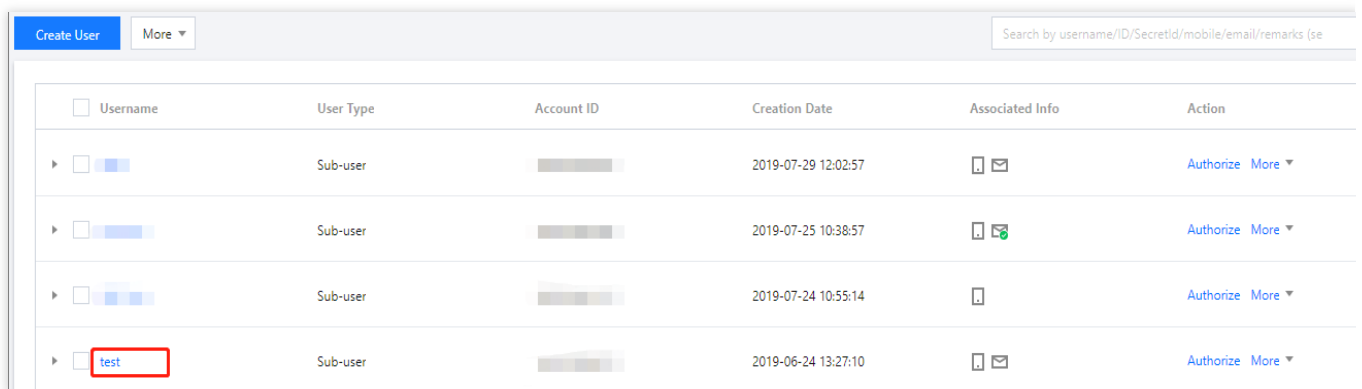 Create User More Search by username/ID/SecretId/mobile/email/remarks (se
Username User Type Account ID Creation Date Associated Info Action
Sub-user 2019-07-29 12:02:57 Authorize More
Sub-user 2019-07-25 10:38:57 Authorize More
Sub-user 2019-07-24 10:55:14 Authorize More
test Sub-user 2019-06-24 13:27:10 Authorize More